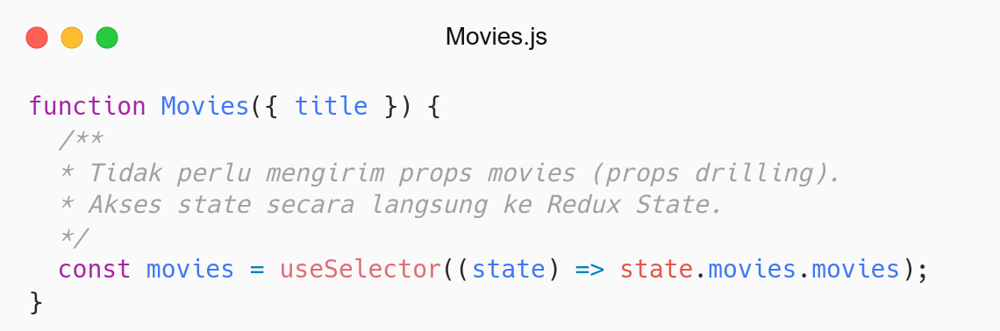 Movies.js
function Movies({ title }) {
  /**
  * Tidak perlu mengirim props movies (props drilling).
  * Akses state secara langsung ke Redux State.
  */
  const movies = useSelector((state) => state.movies.movies);
}